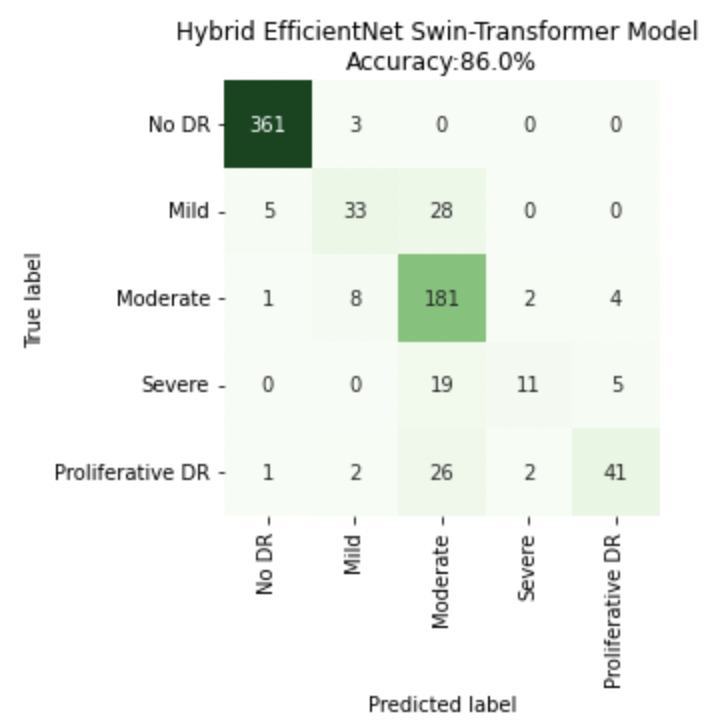 Hybrid EfficientNet Swin-Transformer Model
Accuracy:86.0%
No DR 361 3 0 0 0
Mild 5 33 28 0 0
True label
Moderate 1 8 181 2 4
Severe 0 0 19 11 5
Proliferative DR 1 2 26 2 41
No DR Mild Moderate Severe Proliferative DR
Predicted label